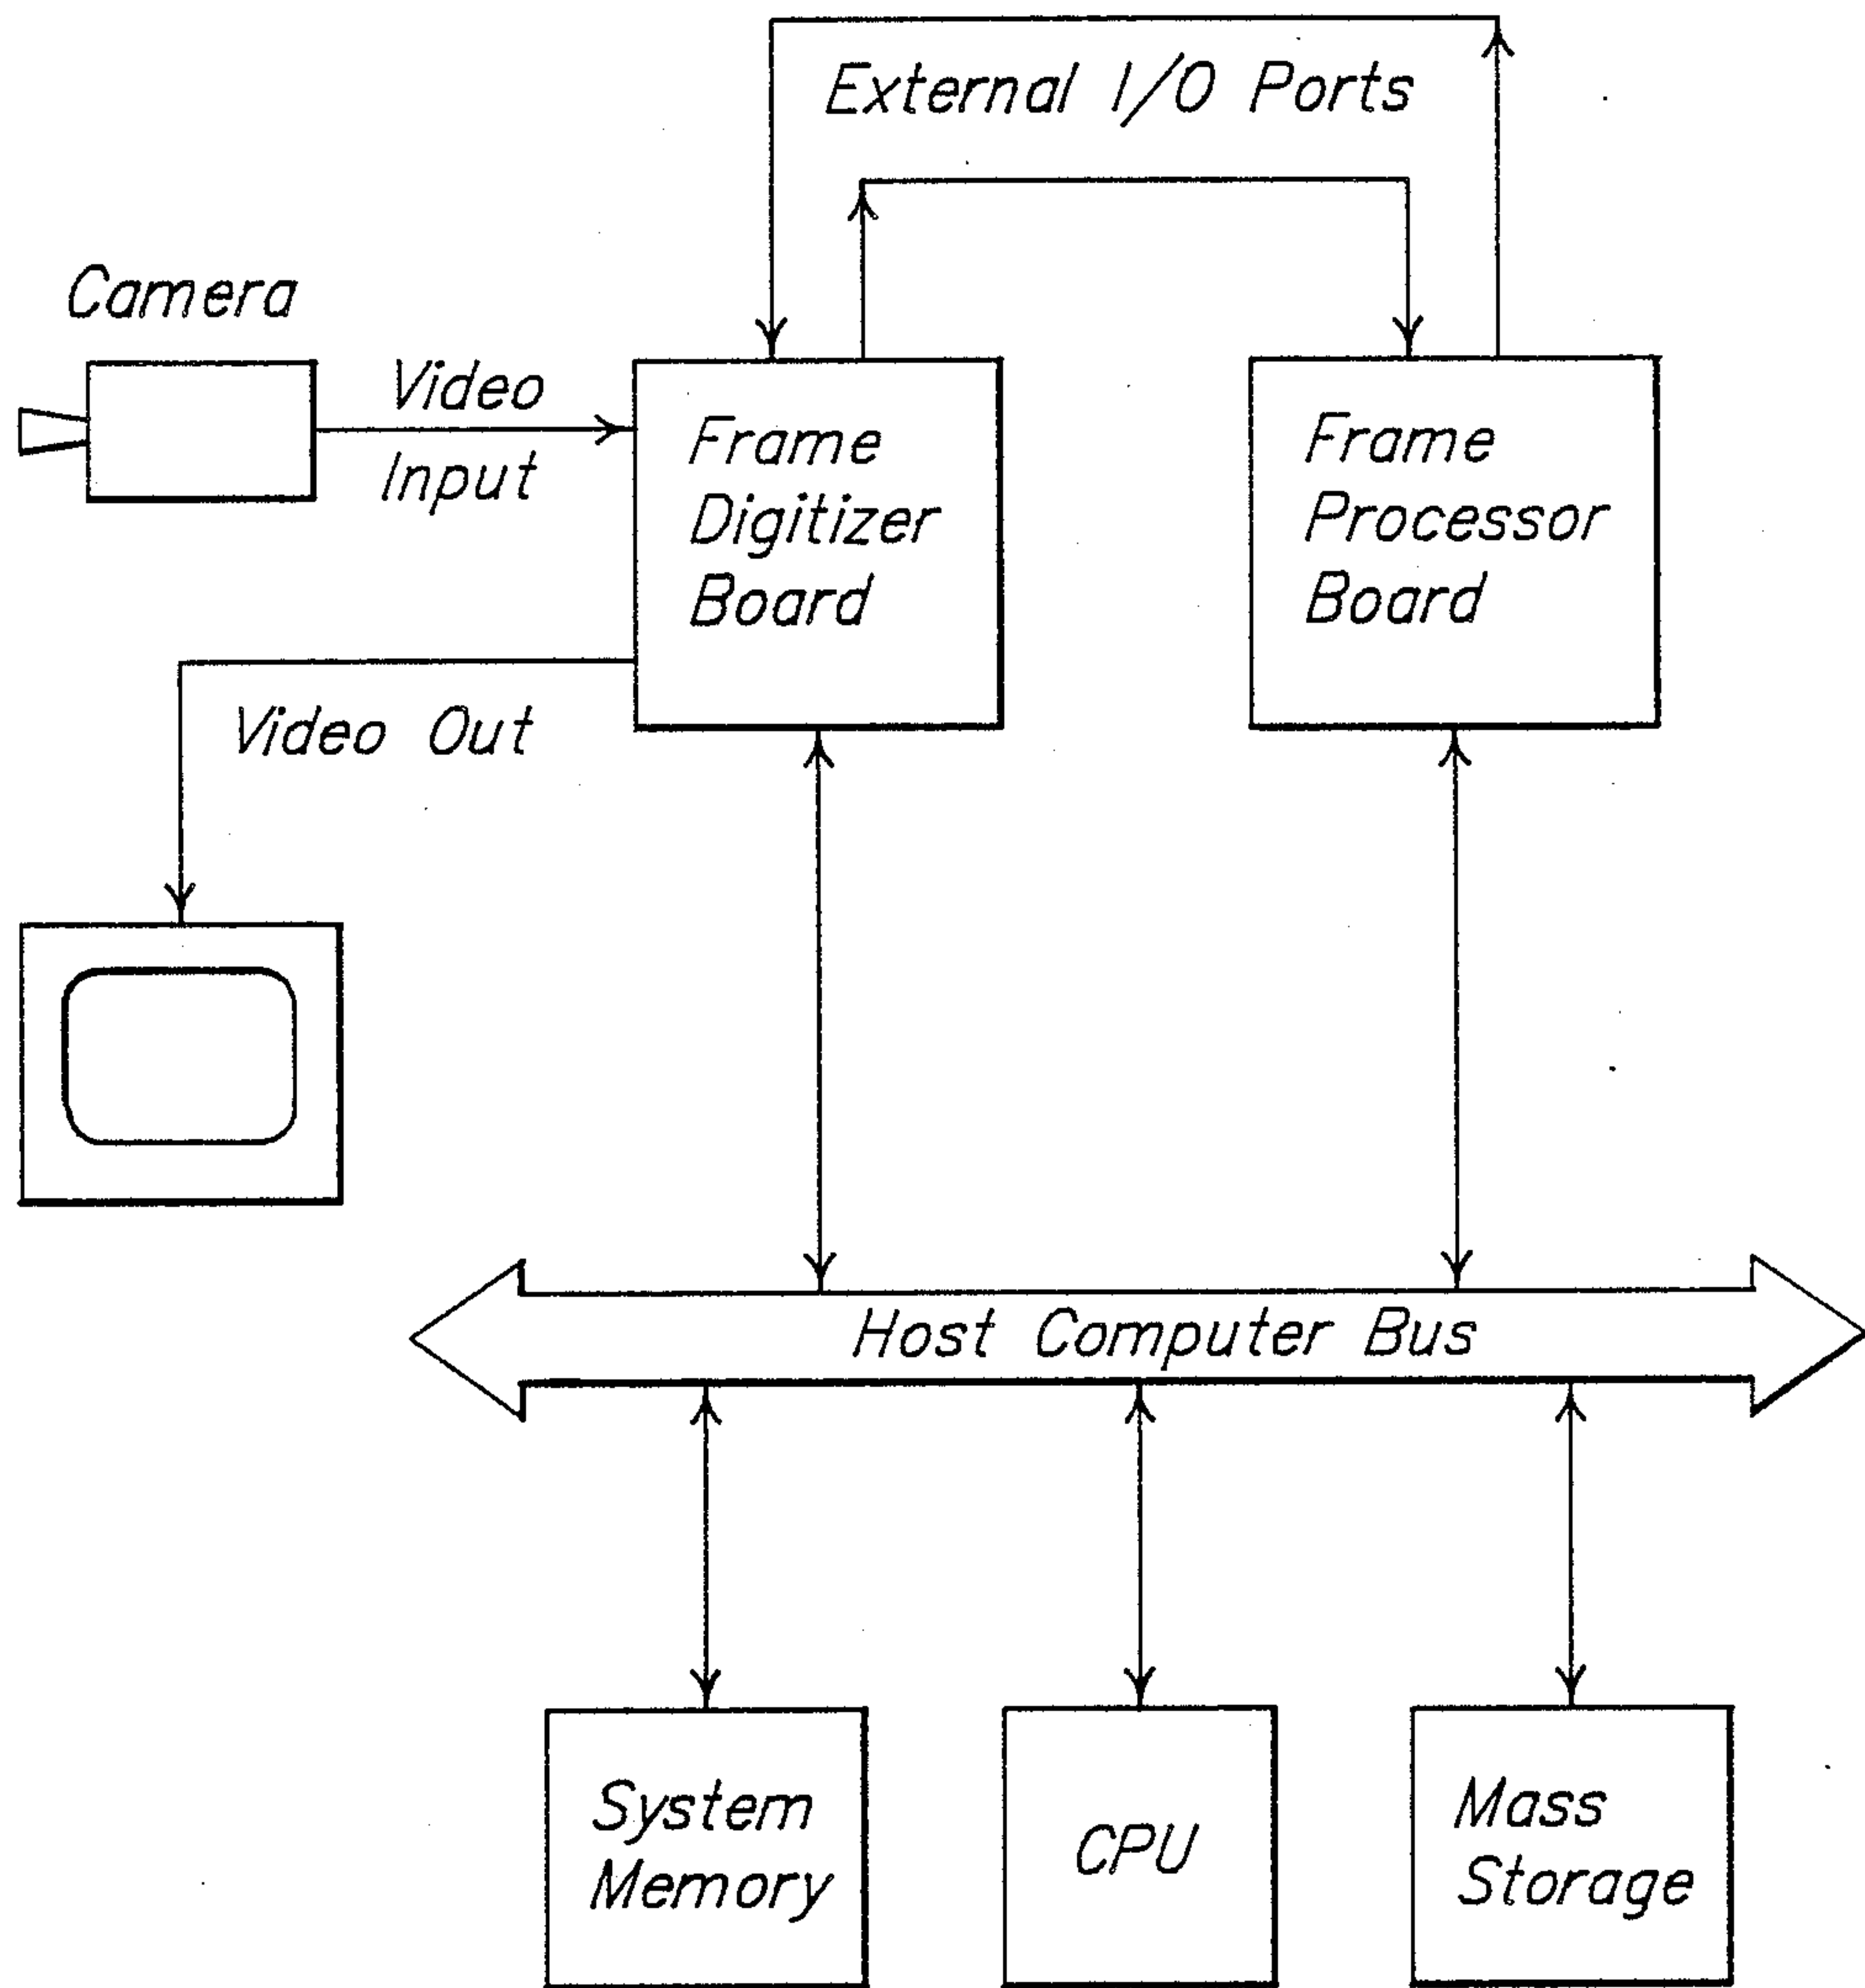 External I/O Ports
Camera
Video
Input
Frame
Digitizer
Board
Frame
Processor
Board
Video Out
Host Computer Bus
System
Memory
CPU
Mass
Storage